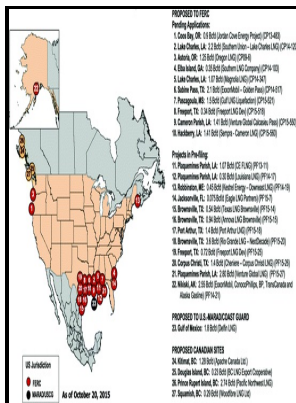 PROPOSED TO FERC
Pending Applications:
1. Coos Bay, OR: 0.9 Bcfd (Jordan Cove Energy Project) (CP13-483)
2. Lake Charles, LA: 2.2 Bcfd (Southern Union – Lake Charles LNG) (CP14-120)
3. Astoria, OR: 1.25 Bcfd (Oregon LNG) (CP09-6)
4. Elba Island, GA: 0.35 Bcfd (Southern LNG Company) (CP14-103)
5. Lake Charles, LA: 1.07 Bcfd (Magnolia LNG) (CP14-347)
6. Sabine Pass, TX: 2.1 Bcfd (ExxonMobil – Golden Pass) (CP14-517)
7. Pascagoula, MS: 1.5 Bcfd (Gulf LNG Liquefaction) (CP15-521)
8. Freeport, TX: 0.34 Bcfd (Freeport LNG Dev)
9. Cameron Parish, LA: 1.41 Bcfd (Venture Global Calcasieu Pass) (CP15-550)
10. Hackberry, LA: 1.41 Bcfd (Sempra – Cameron LNG) (CP15-560)
Projects in Pre-filing:
11. Plaquemines Parish, LA: 1.07 Bcfd (CE FLNG) (PF13-11)
12. Plaquemines Parish, LA: 0.30 Bcfd (Louisiana LNG) (PF14-17)
13. Robbinston, ME: 0.45 Bcfd (Kestrel Energy – Downeast LNG) (PF14-19)
14. Jacksonville, FL: 0.075 Bcfd (Eagle LNG Partners) (PF15-7)
15. Brownsville, TX: 0.54 Bcfd (Texas LNG Brownsville) (PF15-14)
16. Brownsville, TX: 0.94 Bcfd (Annova LNG Brownsville) (PF15-15)
17. Port Arthur, TX: 1.4 Bcfd (Port Arthur LNG) (PF15-18)
18. Brownsville, TX: 3.6 Bcfd (Rio Grande LNG – NextDecade) (PF15-20)
19. Freeport, TX: 0.72 Bcfd (Freeport LNG Dev) (PF15-25)
20. Corpus Christi, TX: 1.4 Bcfd (Cheniere – Corpus Christi LNG) (PF15-26)
21. Plaquemines Parish, LA: 2.80 Bcfd (Venture Global LNG) (PF15-27)
22. Nikiski, AK: 2.55 Bcfd (ExxonMobil, ConocoPhillips, BP, TransCanada and
Alaska Gasline) (PF14-21)
PROPOSED TO U.S.-MARAD/COAST GUARD
23. Gulf of Mexico: 1.8 Bcfd (Delfin LNG)
PROPOSED CANADIAN SITES
24. Kitimat, BC: 1.28 Bcfd (Apache Canada Ltd.)
25. Douglas Island, BC: 0.23 Bcfd (BC LNG Export Cooperative)
26. Prince Rupert Island, BC: 2.74 Bcfd (Pacific Northwest LNG)
27. Squamish, BC: 0.29 Bcfd (Woodfibre LNG Ltd)
US Jurisdiction
FERC
MARAD/USCG
As of October 20, 2015